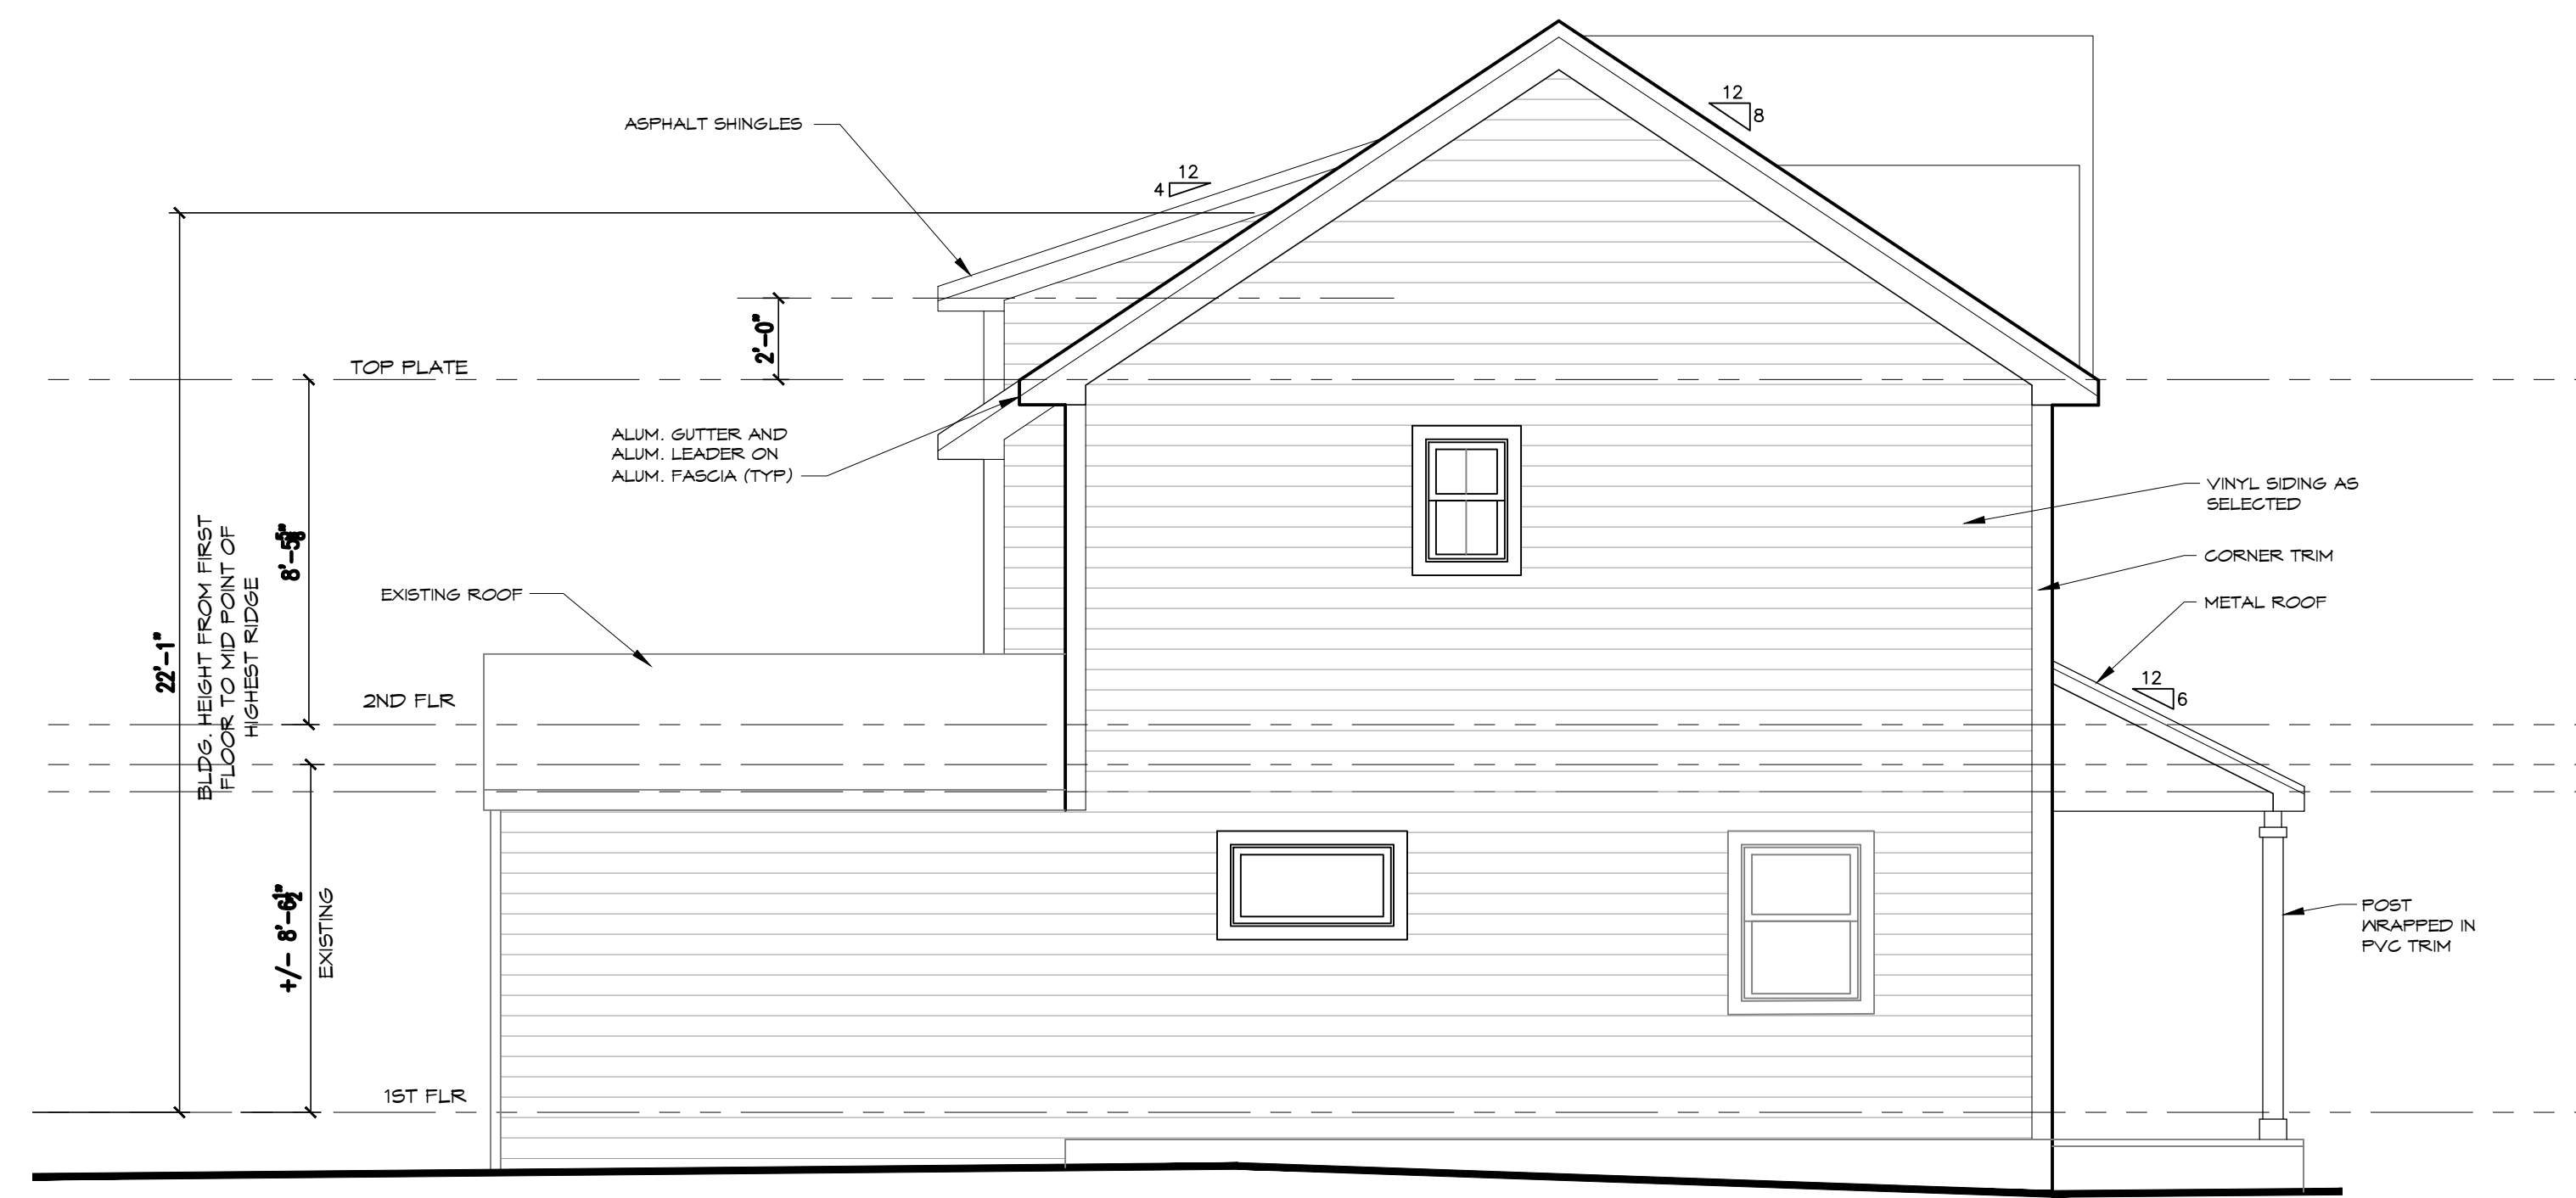 12
8
ASPHALT SHINGLES
12
4
2'-0"
TOP PLATE
ALUM. GUTTER AND
ALUM. LEADER ON
ALUM. FASCIA (TYP)
VINYL SIDING AS
SELECTED
8'-5⅝"
CORNER TRIM
EXISTING ROOF
METAL ROOF
22'-1"
BLDG. HEIGHT FROM FIRST
FLOOR TO MID POINT OF
HIGHEST RIDGE
12
6
2ND FLR
+/- 8'-6½"
EXISTING
POST
WRAPPED IN
PVC TRIM
1ST FLR